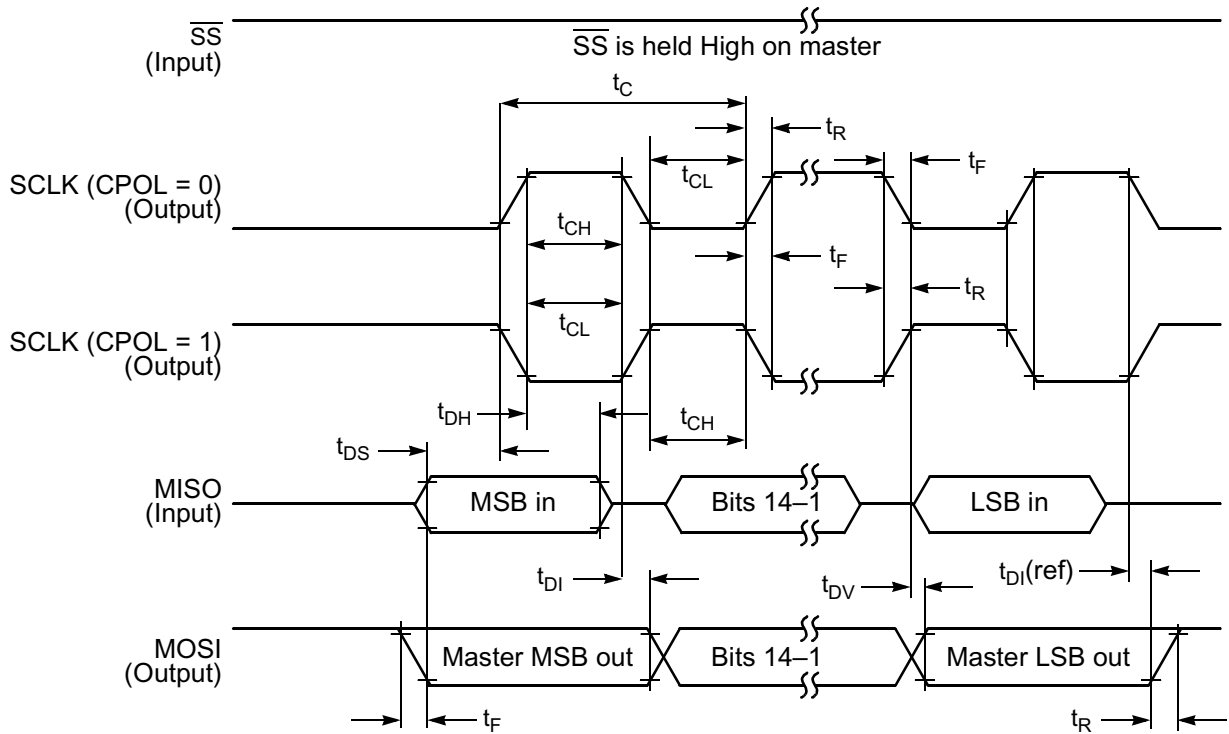 SS
(Input)
SS is held High on master
tC
tR
tCL
tF
SCLK (CPOL = 0)
(Output)
tCH
tF
tR
tCL
SCLK (CPOL = 1)
(Output)
tDH
tCH
tDS
MISO
(Input)
MSB in
Bits 14–1
LSB in
tDI
tDV
tDI(ref)
MOSI
(Output)
Master MSB out
Bits 14–1
Master LSB out
tF
tR